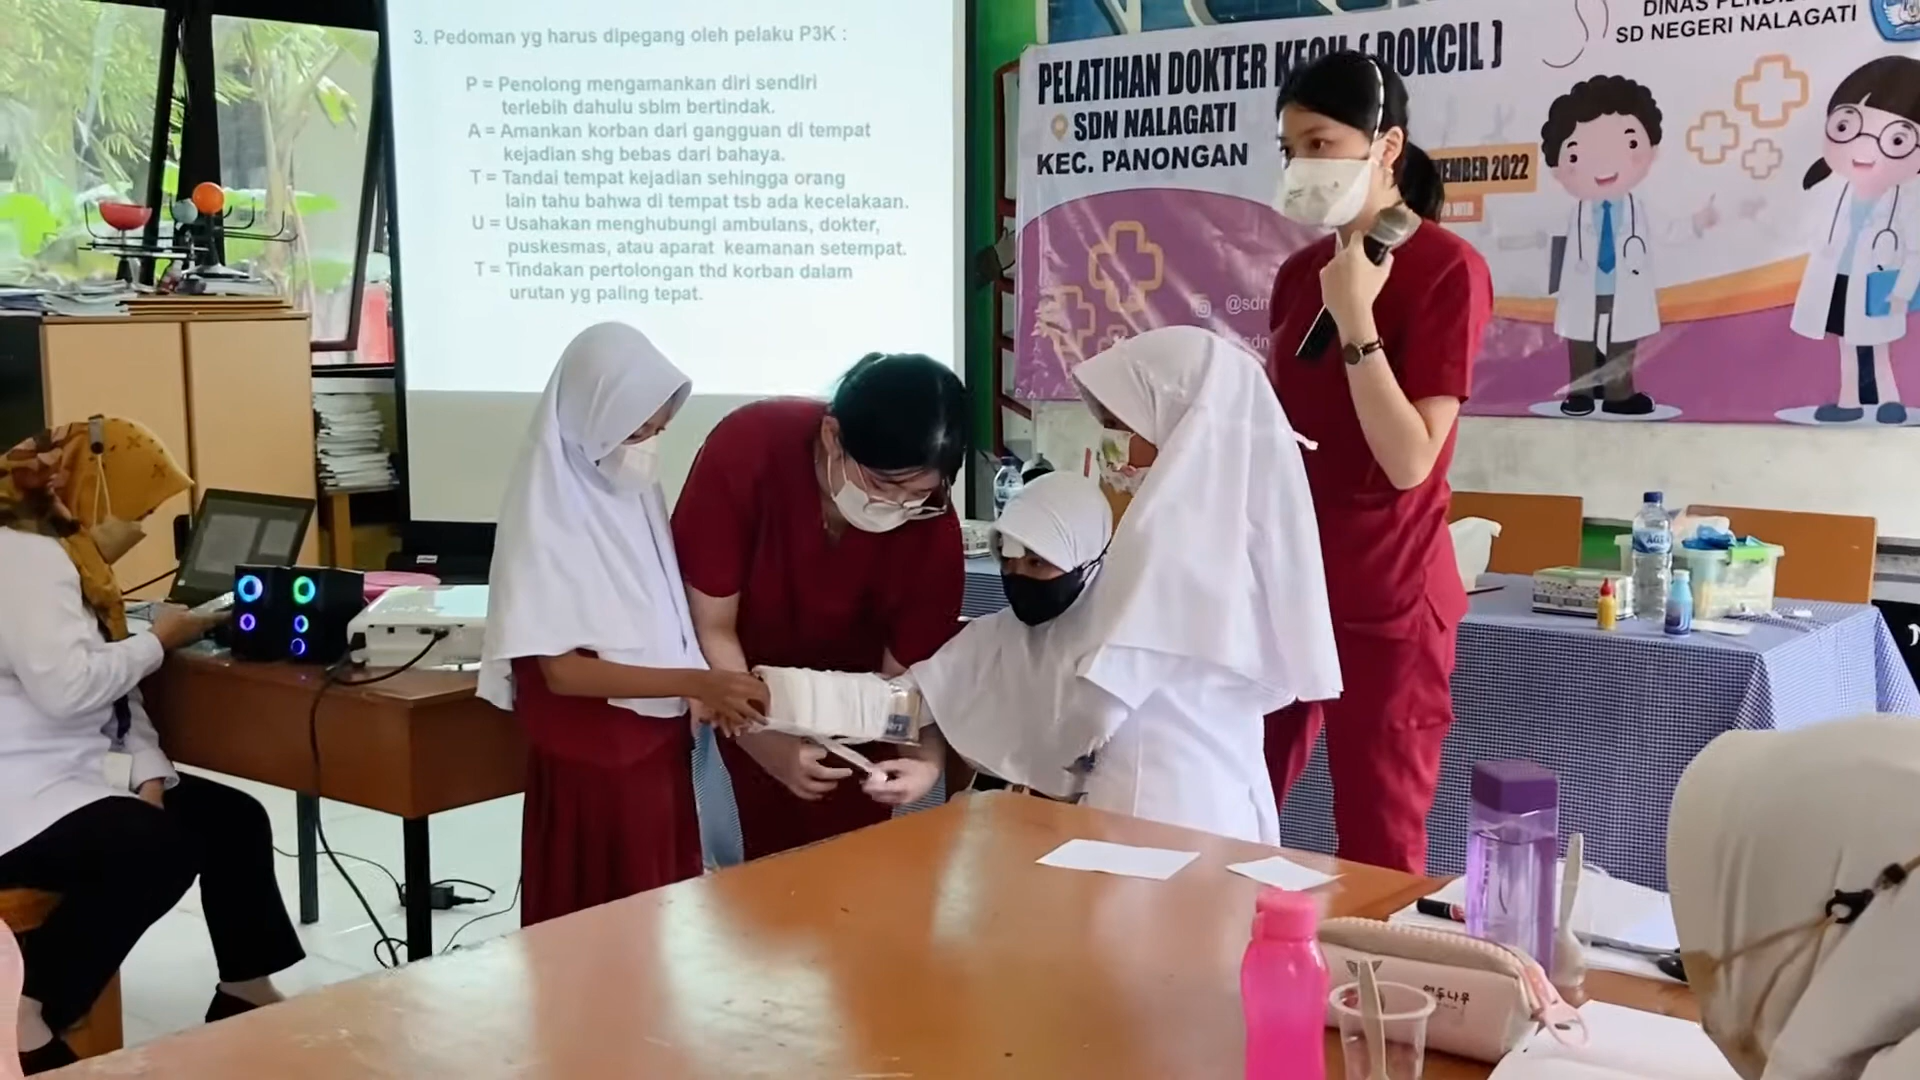 3. Pedoman yg harus dipegang oleh pelaku P3K :
P = Penolong mengamankan diri sendiri
terlebih dahulu sblm bertindak.
A = Amankan korban dari gangguan di tempat
kejadian shg bebas dari bahaya.
T = Tandai tempat kejadian sehingga orang
lain tahu bahwa di tempat tsb ada kecelakaan.
U = Usahakan menghubungi ambulans, dokter,
puskesmas, atau aparat keamanan setempat.
T = Tindakan pertolongan thd korban dalam
urutan yg paling tepat.
SD NEGERI NALAGATI
PELATIHAN DOKTER KECIL ( DOKCIL )
SDN NALAGATI
KEC. PANONGAN
2022